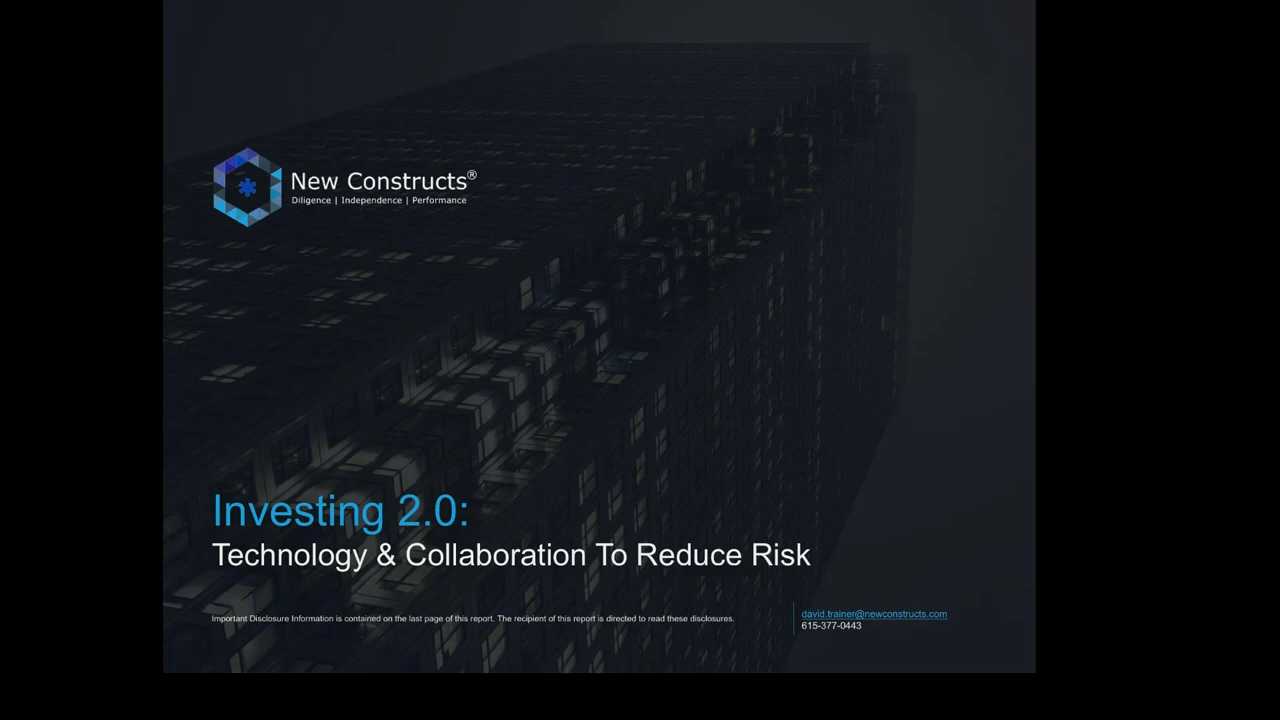 New Constructs®
Diligence | Independence | Performance
Investing 2.0:
Technology & Collaboration To Reduce Risk
Important Disclosure Information is contained on the last page of this report. The recipient of this report is directed to read these disclosures.
david.trainer@newconstructs.com
615-377-0443